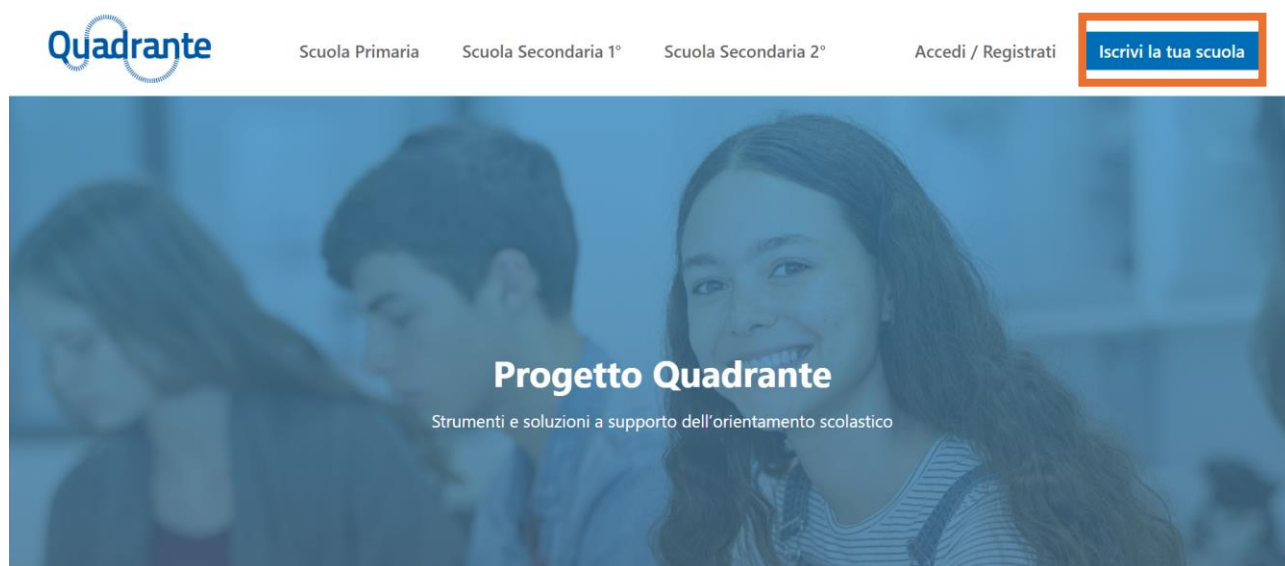 Quadrante
Scuola Primaria
Scuola Secondaria 1°
Scuola Secondaria 2°
Accedi / Registrati
Iscrivi la tua scuola
Progetto Quadrante
Strumenti e soluzioni a supporto dell’orientamento scolastico